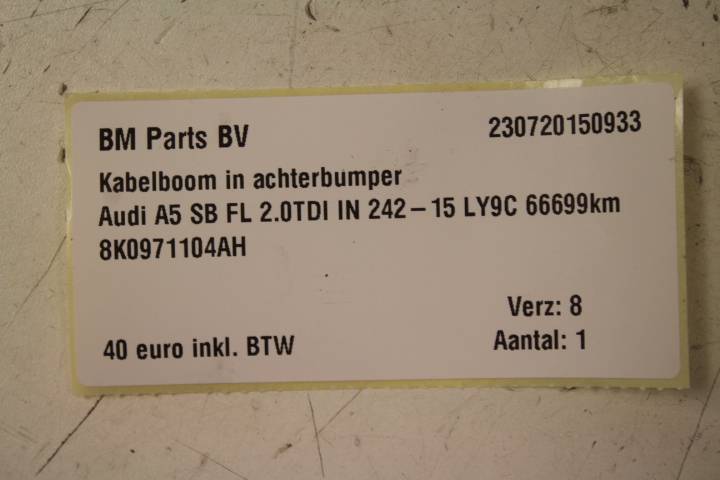 BM Parts BV 230720150933
Kabelboom in achterbumper
Audi A5 SB FL 2.0TDI IN 242-15 LY9C 66699km
8K0971104AH
Verz: 8
40 euro inkl. BTW Aantal: 1